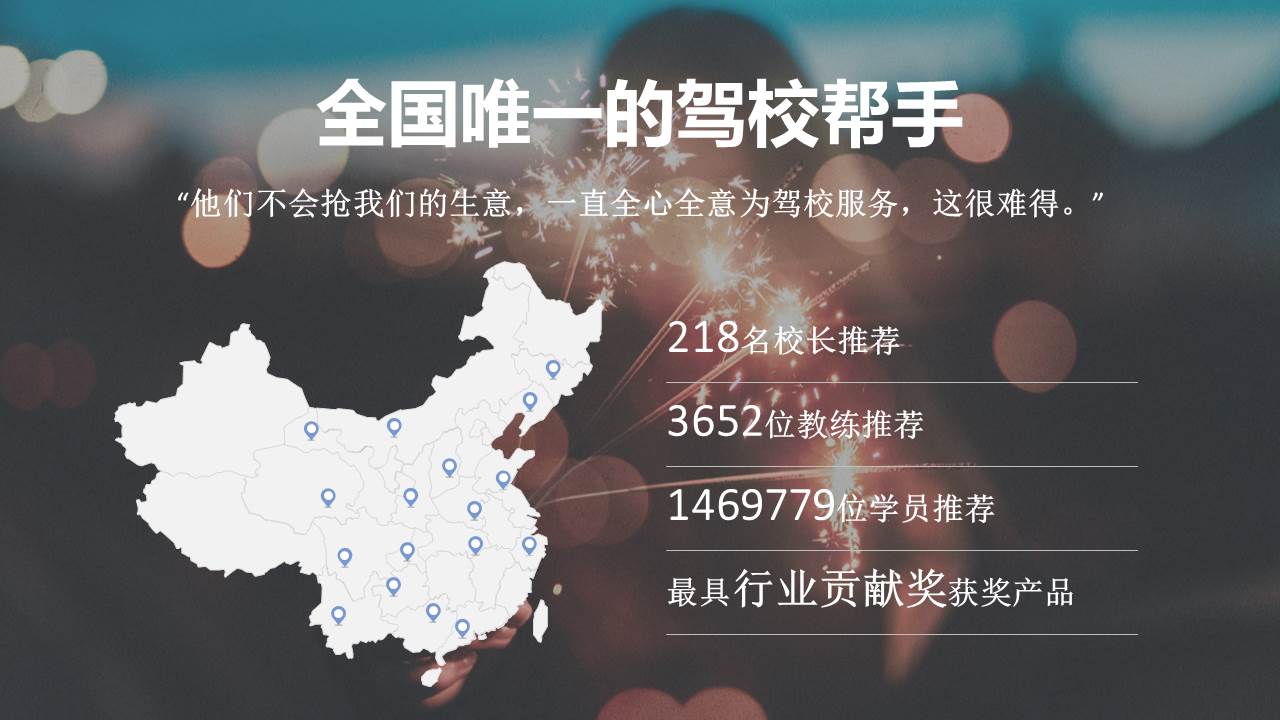 全国唯一的驾校帮手
“他们不会抢我们的生意，一直全心全意为驾校服务，这很难得。”
218名校长推荐
3652位教练推荐
1469779位学员推荐
最具行业贡献奖获奖产品